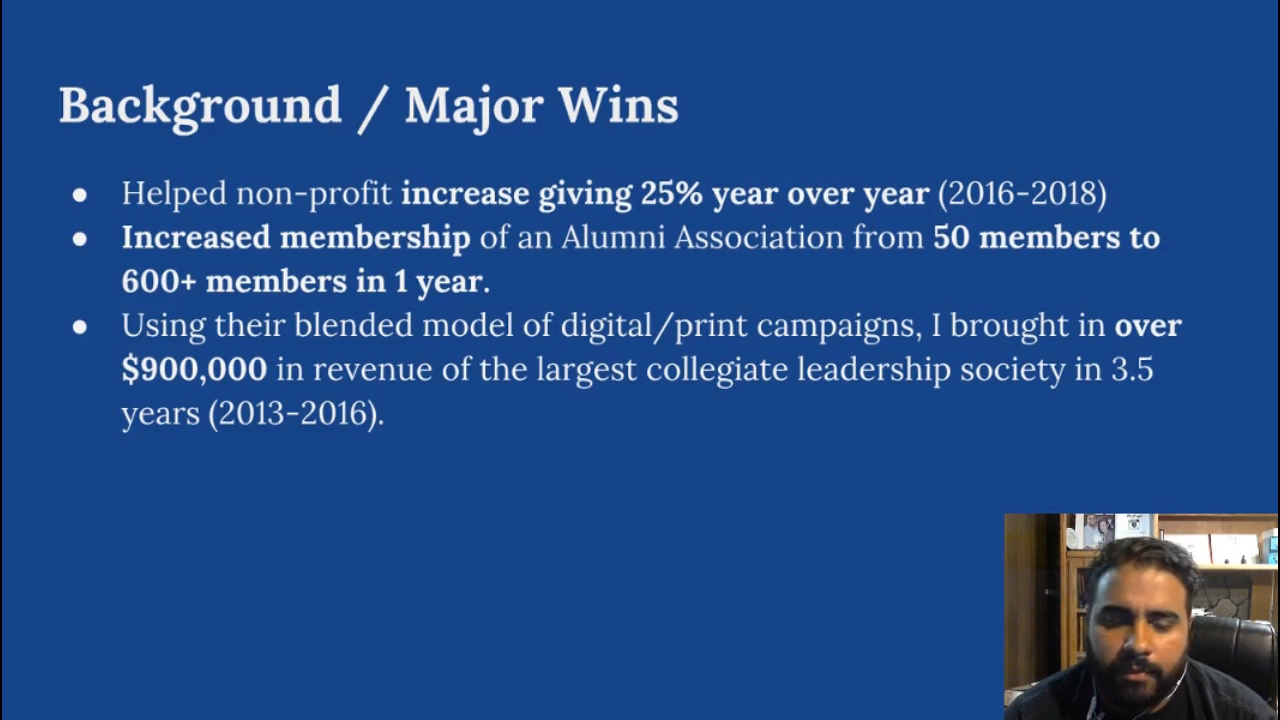 Background / Major Wins
● Helped non-profit increase giving 25% year over year (2016-2018)
● Increased membership of an Alumni Association from 50 members to
600+ members in 1 year.
● Using their blended model of digital/print campaigns, I brought in over
$900,000 in revenue of the largest collegiate leadership society in 3.5
years (2013-2016).